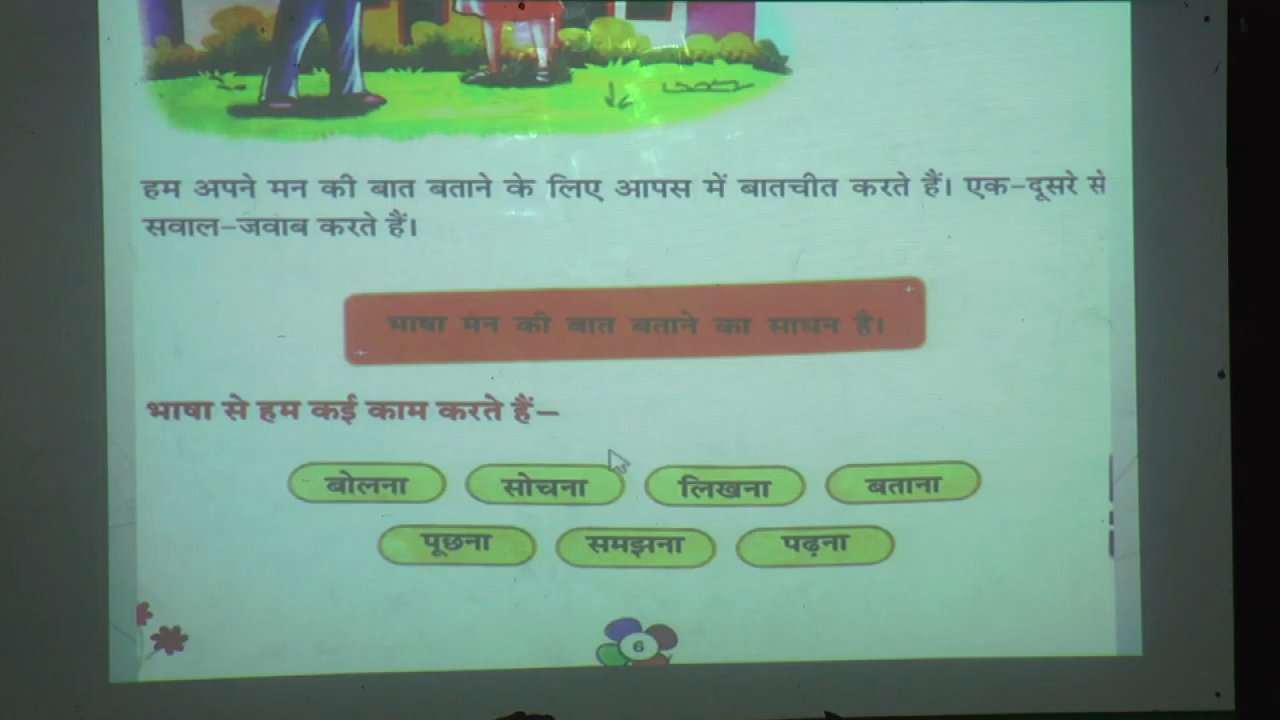 हम अपने मन की बात बताने के लिए आपस में बातचीत करते हैं। एक-दूसरे से
सवाल-जवाब करते हैं।
भाषा मन की बात बताने का साधन है।
भाषा से हम कई काम करते हैं–
बोलना सोचना लिखना बताना
पूछना समझना पढ़ना
6